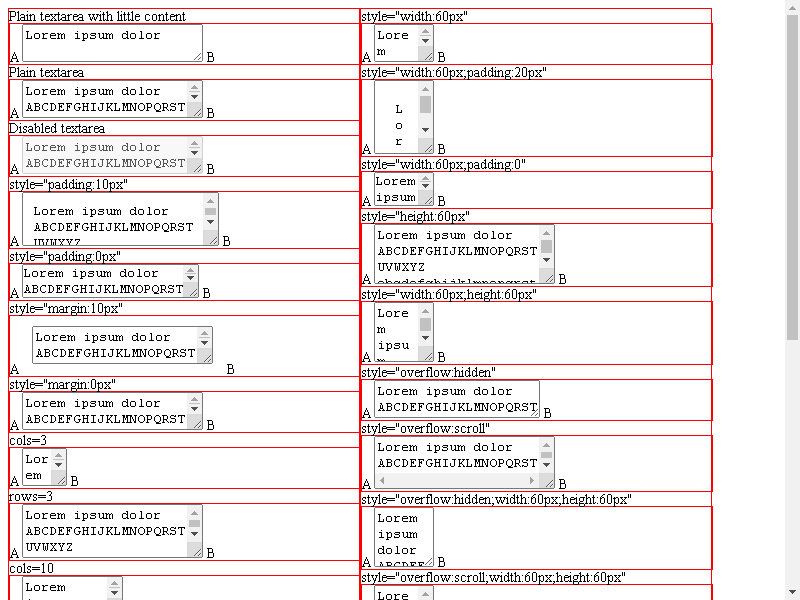 Plain textarea with little content
Lorem ipsum dolor
A B
Plain textarea
Lorem ipsum dolor
ABCDEFGHIJKLMNOPQRST
A B
Disabled textarea
Lorem ipsum dolor
ABCDEFGHIJKLMNOPQRST
A B
style="padding:10px"
Lorem ipsum dolor
ABCDEFGHIJKLMNOPQRST
UVWXYZ
A B
style="padding:0px"
Lorem ipsum dolor
ABCDEFGHIJKLMNOPQRST
A B
style="margin:10px"
Lorem ipsum dolor
ABCDEFGHIJKLMNOPQRST
A B
style="margin:0px"
Lorem ipsum dolor
ABCDEFGHIJKLMNOPQRST
A B
cols=3
Lor
em
A B
rows=3
Lorem ipsum dolor
ABCDEFGHIJKLMNOPQRST
UVWXYZ
A B
cols=10
Lorem
style="width:60px"
Lore
m
A B
style="width:60px;padding:20px"
L
o
r
A B
style="width:60px;padding:0"
Lorem
ipsum
A B
style="height:60px"
Lorem ipsum dolor
ABCDEFGHIJKLMNOPQRST
UVWXYZ
abcdefghijklmnopqrst
A B
style="width:60px;height:60px"
Lore
m
ipsu
m
A B
style="overflow:hidden"
Lorem ipsum dolor
ABCDEFGHIJKLMNOPQRST
A B
style="overflow:scroll"
Lorem ipsum dolor
ABCDEFGHIJKLMNOPQRST
A B
style="overflow:hidden;width:60px;height:60px"
Lorem
ipsum
dolor
ABCDEF
A B
style="overflow:scroll;width:60px;height:60px"
Lore